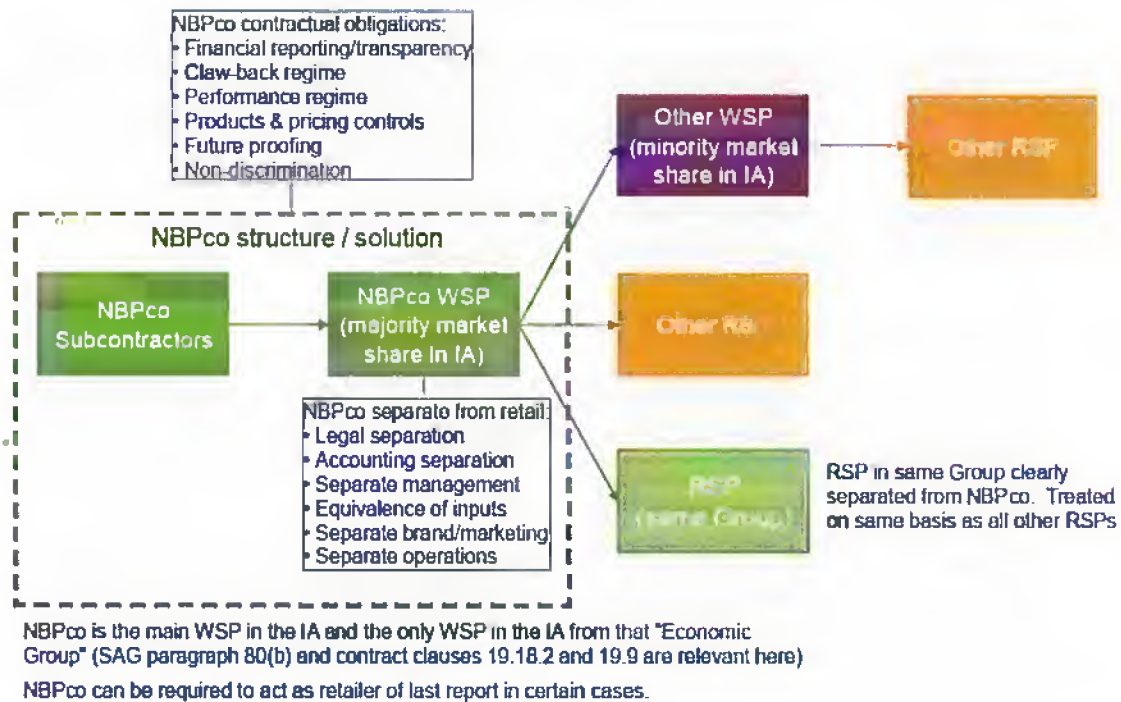 NBPco contractual obligations:
• Financial reporting/transparency
• Claw-back regime
• Performance regime
• Products & pricing controls
• Future proofing
• Non-discrimination
Other WSP
(minority market
share in IA)
Other RSP
NBPco structure / solution
NBPco
Subcontractors
NBPco WSP
(majority market
share in IA)
Other
NBPco separate from retail:
• Legal separation
• Accounting separation
• Separate management
• Equivalence of inputs
• Separate brand/marketing
• Separate operations
RSP
(same Group)
RSP in same Group clearly
separated from NBPco. Treated
on same basis as all other RSPs
NBPco is the main WSP in the IA and the only WSP in the IA from that "Economic
Group" (SAG paragraph 80(b) and contract clauses 19.18.2 and 19.9 are relevant here)
NBPco can be required to act as retailer of last report in certain cases.